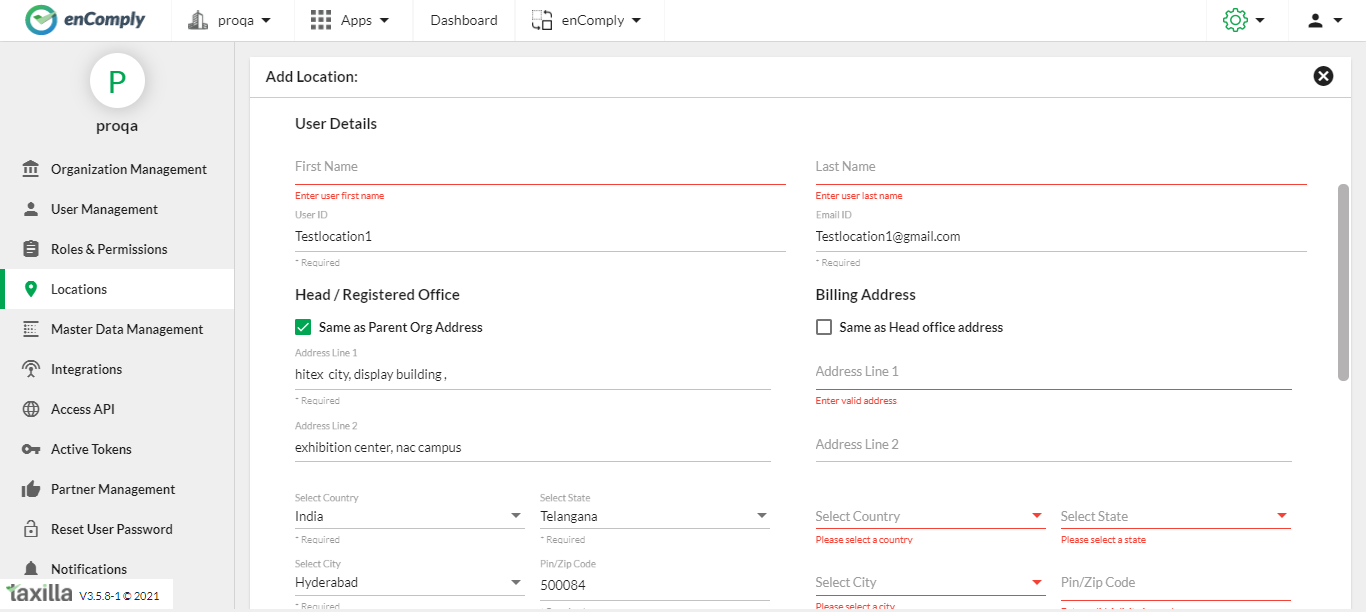 enComply proqa Apps Dashboard enComply
P
proqa
Organization Management
User Management
Roles & Permissions
Locations
Master Data Management
Integrations
Access API
Active Tokens
Partner Management
Reset User Password
Notifications
taxilla V3.5.8-1 © 2021
Add Location:
User Details
First Name Last Name
Enter user first name Enter user last name
User ID Email ID
Testlocation1 Testlocation1@gmail.com
* Required * Required
Head / Registered Office Billing Address
Same as Parent Org Address Same as Head office address
Address Line 1
hitex city, display building , Address Line 1
* Required Enter valid address
Address Line 2
exhibition center, nac campus Address Line 2
Select Country Select State
India Telangana Select Country Select State
* Required * Required Please select a country Please select a state
Select City Pin/Zip Code
Hyderabad 500084 Select City Pin/Zip Code
* Required Please select a city